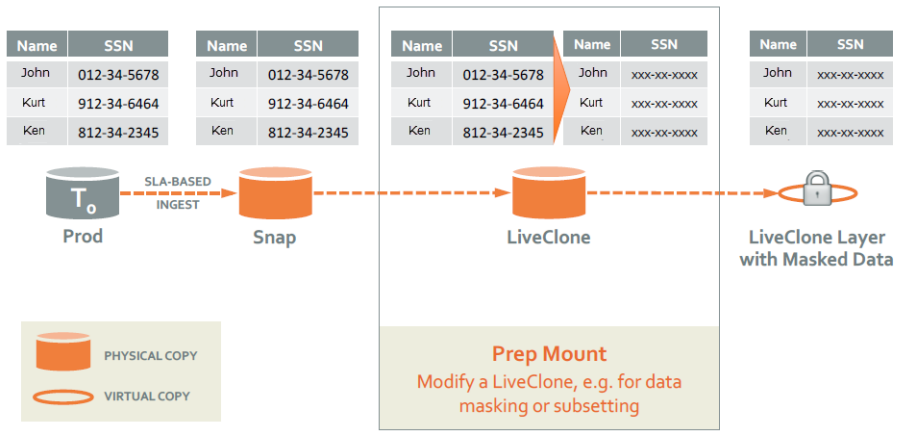 Name SSN
John 012-34-5678
Kurt 912-34-6464
Ken 812-34-2345
Name SSN
John 012-34-5678
Kurt 912-34-6464
Ken 812-34-2345
Name SSN
John 012-34-5678
Kurt 912-34-6464
Ken 812-34-2345
Name SSN
John xxx-xx-xxxx
Kurt xxx-xx-xxxx
Ken xxx-xx-xxxx
Name SSN
John xxx-xx-xxxx
Kurt xxx-xx-xxxx
Ken xxx-xx-xxxx
To
SLA-BASED
INGEST
Prod
Snap
LiveClone
LiveClone Layer
with Masked Data
PHYSICAL COPY
VIRTUAL COPY
Prep Mount
Modify a LiveClone, e.g. for data
masking or subsetting